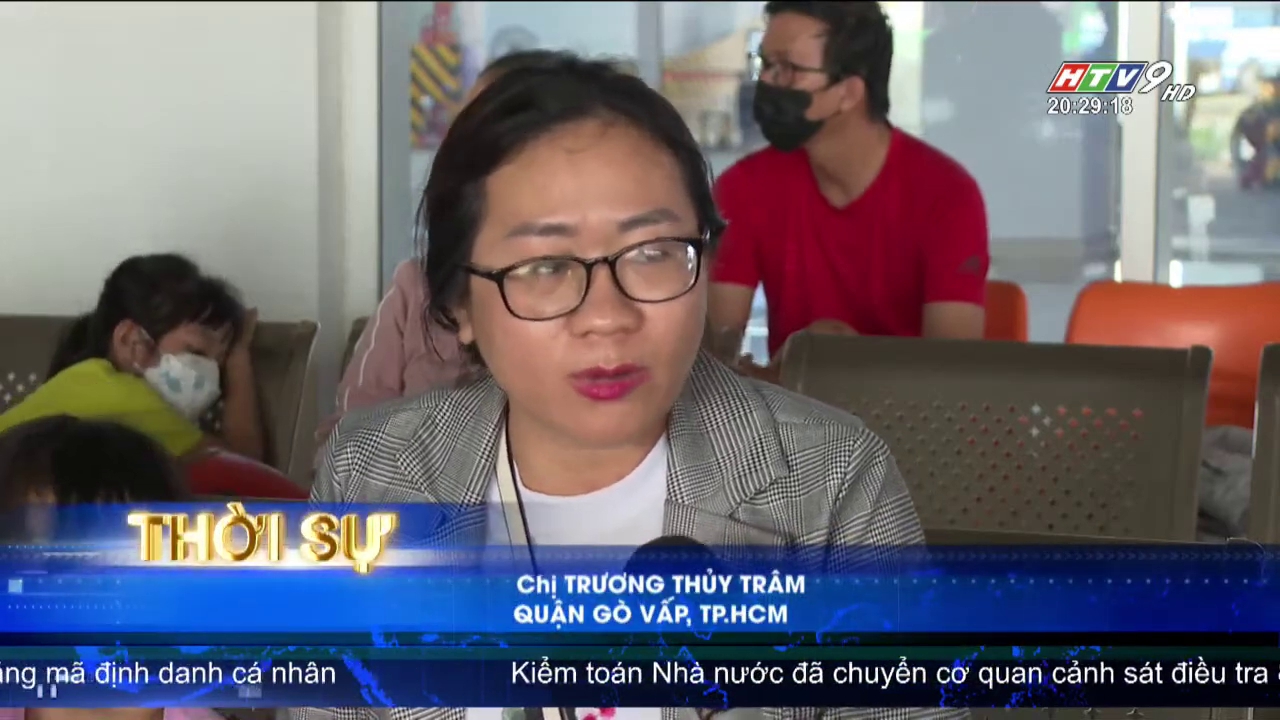 HTV9 HD
20:29:18
THỜI SỰ
Chị TRƯƠNG THỦY TRÂM
QUẬN GÒ VẤP, TP.HCM
mã định danh cá nhân Kiểm toán Nhà nước đã chuyển cơ quan cảnh sát điều tra